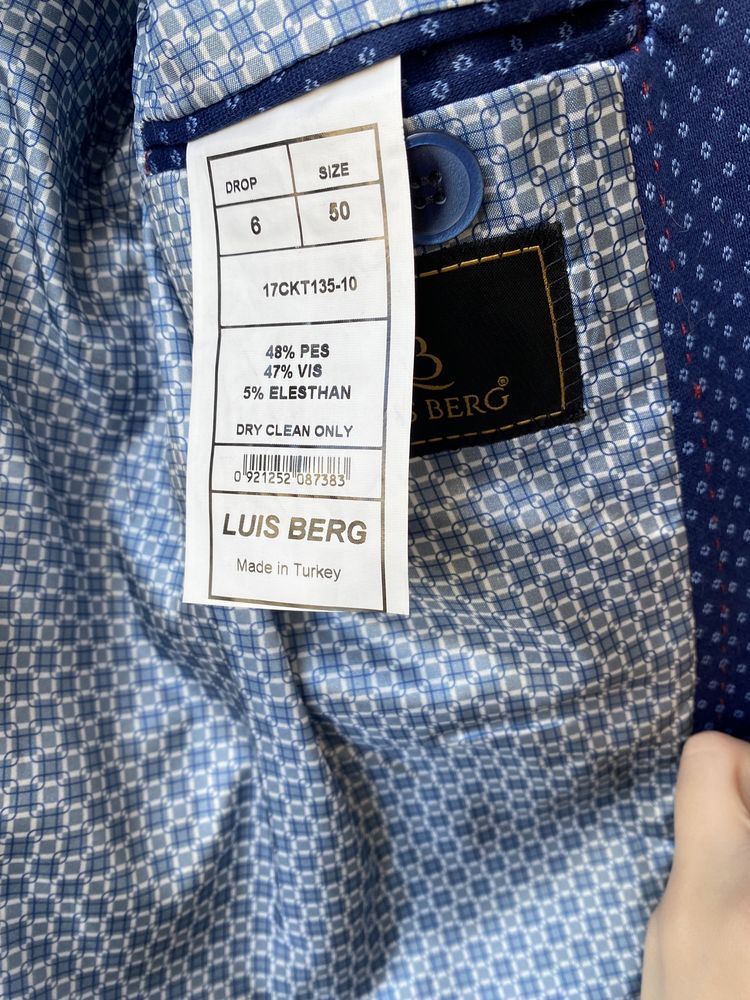 DROP SIZE
6 50
17CKT135-10
48% PES
47% VIS
5% ELESTHAN
DRY CLEAN ONLY
0 921252 087383
LUIS BERG
Made in Turkey
B
S BERG®